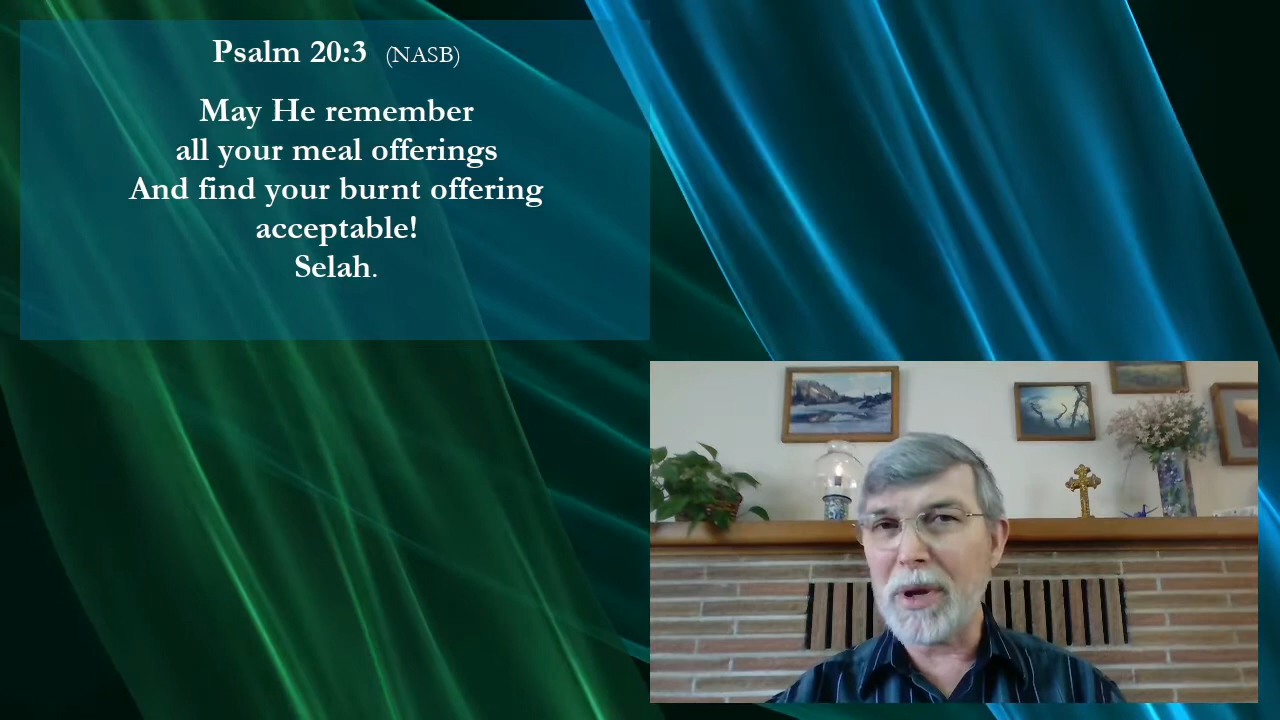 Psalm 20:3 (NASB)
May He remember
all your meal offerings
And find your burnt offering
acceptable!
Selah.